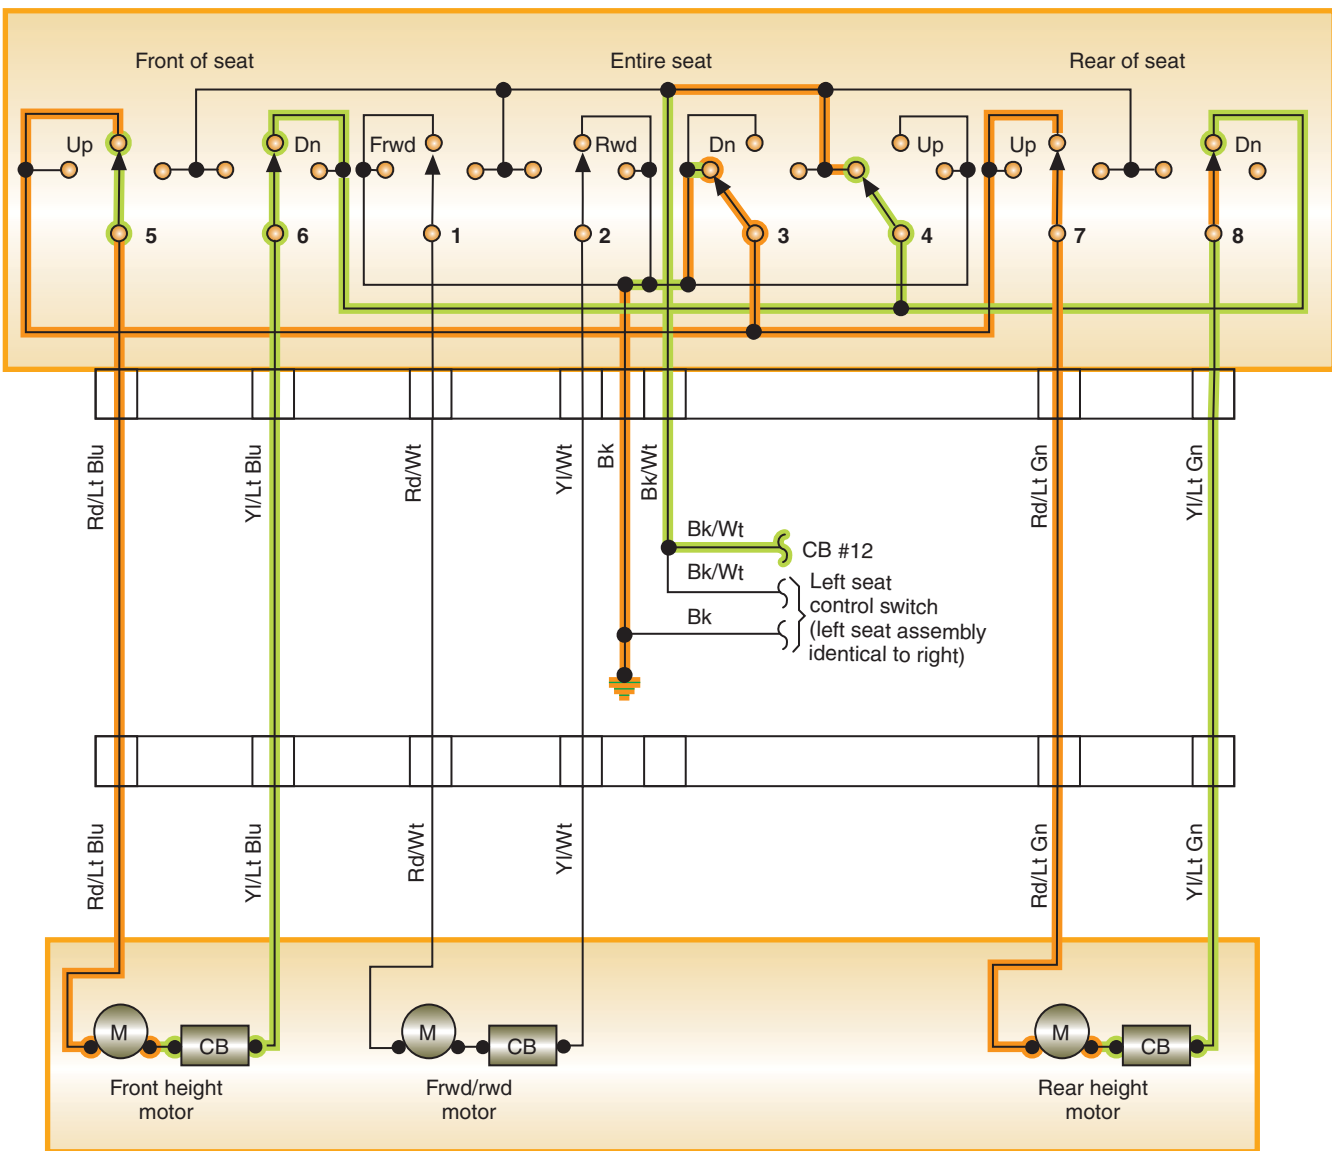 Front of seat
Entire seat
Rear of seat
Up
Dn
Frwd
Rwd
Dn
Up
Up
Dn
5
6
1
2
3
4
7
8
Rd/Lt Blu
Yl/Lt Blu
Rd/Wt
Yl/Wt
Bk
Bk/Wt
Rd/Lt Gn
Yl/Lt Gn
Bk/Wt
CB #12
Bk/Wt
Bk
Left seat
control switch
(left seat assembly
identical to right)
Rd/Lt Blu
Yl/Lt Blu
Rd/Wt
Yl/Wt
Rd/Lt Gn
Yl/Lt Gn
M
CB
M
CB
M
CB
Front height
motor
Frwd/rwd
motor
Rear height
motor